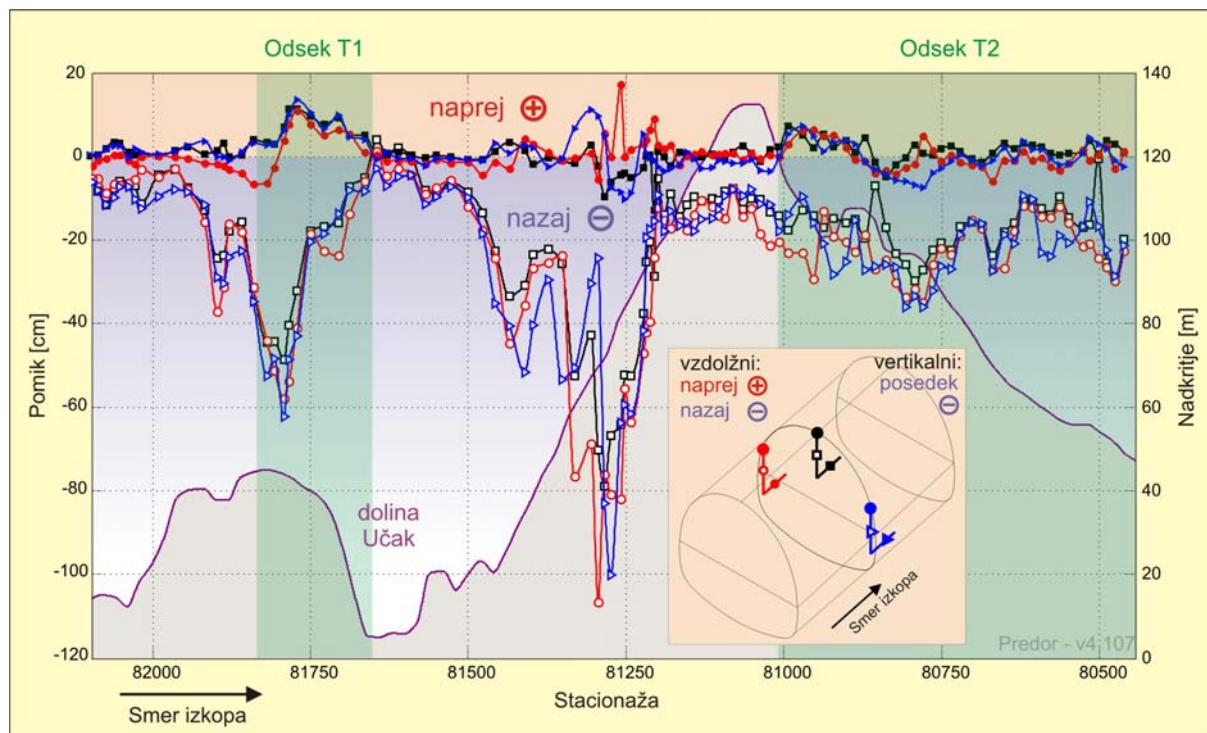 Odsek T1
Odsek T2
20
0
-20
-40
-60
-80
-100
-120
Pomik [cm]
naprej +
nazaj −
dolina
Učak
vzdolžni:
naprej +
nazaj −
vertikalni:
posedek
−
Smer izkopa
Predor - v4.107
140
120
100
80
60
40
20
0
Nadkritje [m]
82000
81750
81500
81250
81000
80750
80500
Smer izkopa
Stacionaža